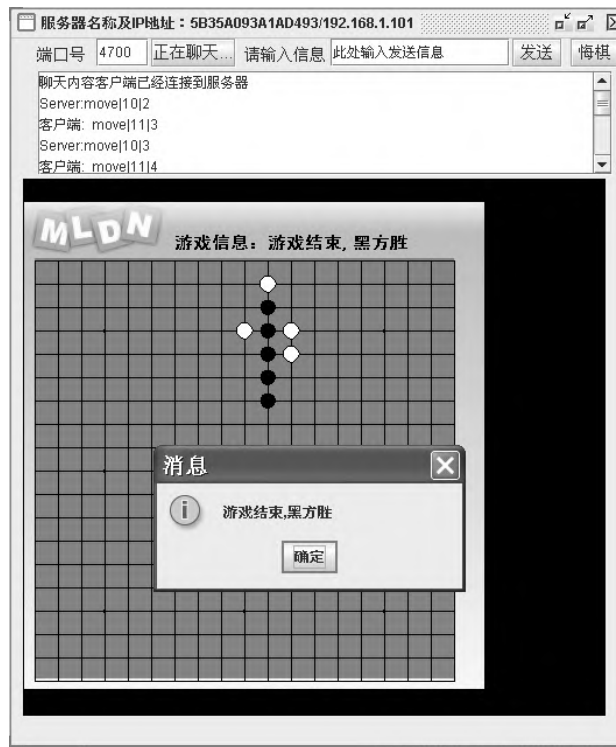 服务器名称及IP地址：5B35A093A1AD493/192.168.1.101
端口号 4700 正在聊天... 请输入信息 此处输入发送信息 发送 悔棋
聊天内容客户端已经连接到服务器
Server:move|10|2
客户端: move|11|3
Server:move|10|3
客户端: move|11|4
MLDN 游戏信息：游戏结束, 黑方胜
消息
游戏结束,黑方胜
确定